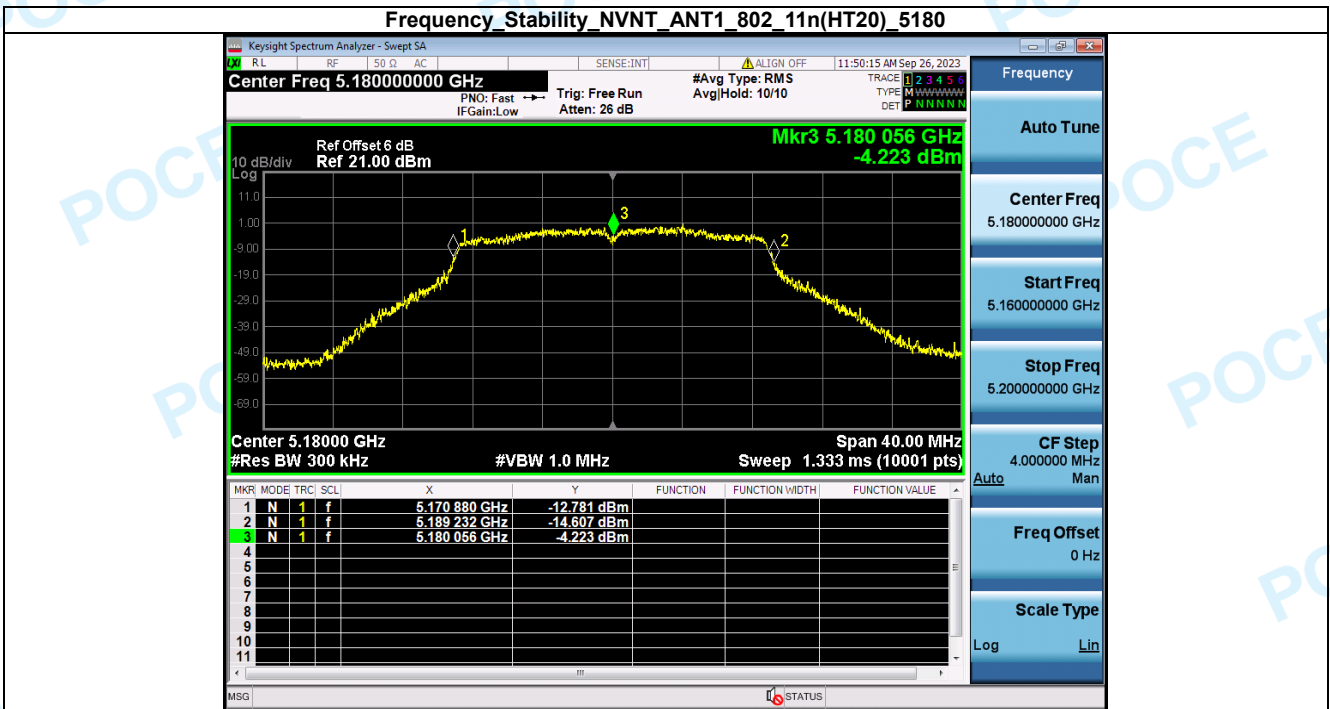 Frequency_Stability_NVNT_ANT1_802_11n(HT20)_5180
Keysight Spectrum Analyzer - Swept SA
LXI RL RF 50 Ω AC SENSE:INT ALIGN OFF 11:50:15 AM Sep 26, 2023
Center Freq 5.180000000 GHz
PNO: Fast
IFGain:Low
Trig: Free Run
Atten: 26 dB
#Avg Type: RMS
Avg|Hold: 10/10
TRACE 1 2 3 4 5 6
TYPE M WWWWW
DET P N N N N N
Mkr3 5.180 056 GHz
-4.223 dBm
Ref Offset 6 dB
10 dB/div Ref 21.00 dBm
Log
11.0
1.00
-9.00
-19.0
-29.0
-39.0
-49.0
-59.0
-69.0
1
3
2
Center 5.18000 GHz Span 40.00 MHz
#Res BW 300 kHz #VBW 1.0 MHz Sweep 1.333 ms (10001 pts)
MKR MODE TRC SCL X Y FUNCTION FUNCTION WIDTH FUNCTION VALUE
1 N 1 f 5.170 880 GHz -12.781 dBm
2 N 1 f 5.189 232 GHz -14.607 dBm
3 N 1 f 5.180 056 GHz -4.223 dBm
4
5
6
7
8
9
10
11
MSG STATUS
Frequency
Auto Tune
Center Freq
5.180000000 GHz
Start Freq
5.160000000 GHz
Stop Freq
5.200000000 GHz
CF Step
4.000000 MHz
Auto Man
Freq Offset
0 Hz
Scale Type
Log Lin
POCE
POCE
POCE